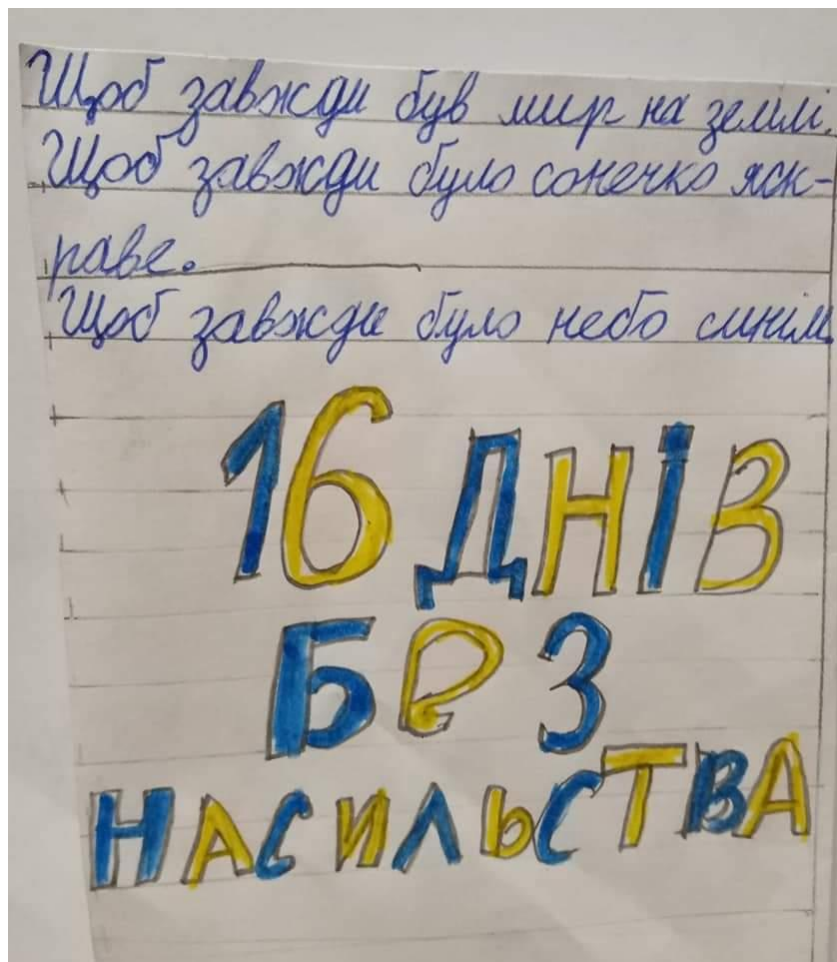 Щоб завжди був мир на землі.
Щоб завжди було сонечко яск-
раве.
Щоб завжди було небо синім
16 ДНІВ
БЕЗ
НАСИЛЬСТВА